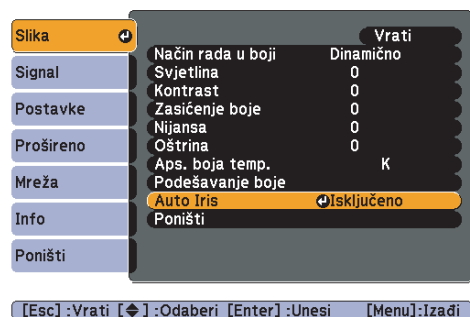 Slika
Signal
Postavke
Prošireno
Mreža
Info
Poništi
Vrati
Način rada u boji Dinamično
Svjetlina 0
Kontrast 0
Zasićenje boje 0
Nijansa 0
Oštrina 0
Aps. boja temp. K
Podešavanje boje
Auto Iris Isključeno
Poništi
[Esc] :Vrati [◆] :Odaberi [Enter] :Unesi [Menu]:Izađi